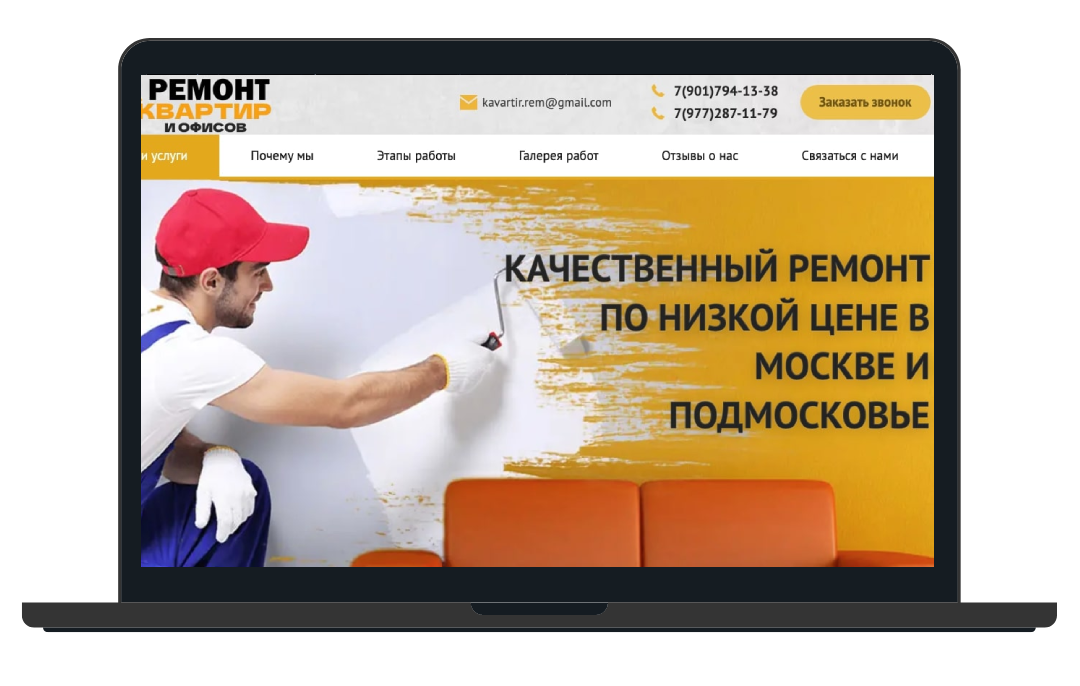 РЕМОНТ
КВАРТИР
И ОФИСОВ
kavartir.rem@gmail.com
7(901)794-13-38
7(977)287-11-79
Заказать звонок
и услуги
Почему мы
Этапы работы
Галерея работ
Отзывы о нас
Связаться с нами
КАЧЕСТВЕННЫЙ РЕМОНТ
ПО НИЗКОЙ ЦЕНЕ В
МОСКВЕ И
ПОДМОСКОВЬЕ